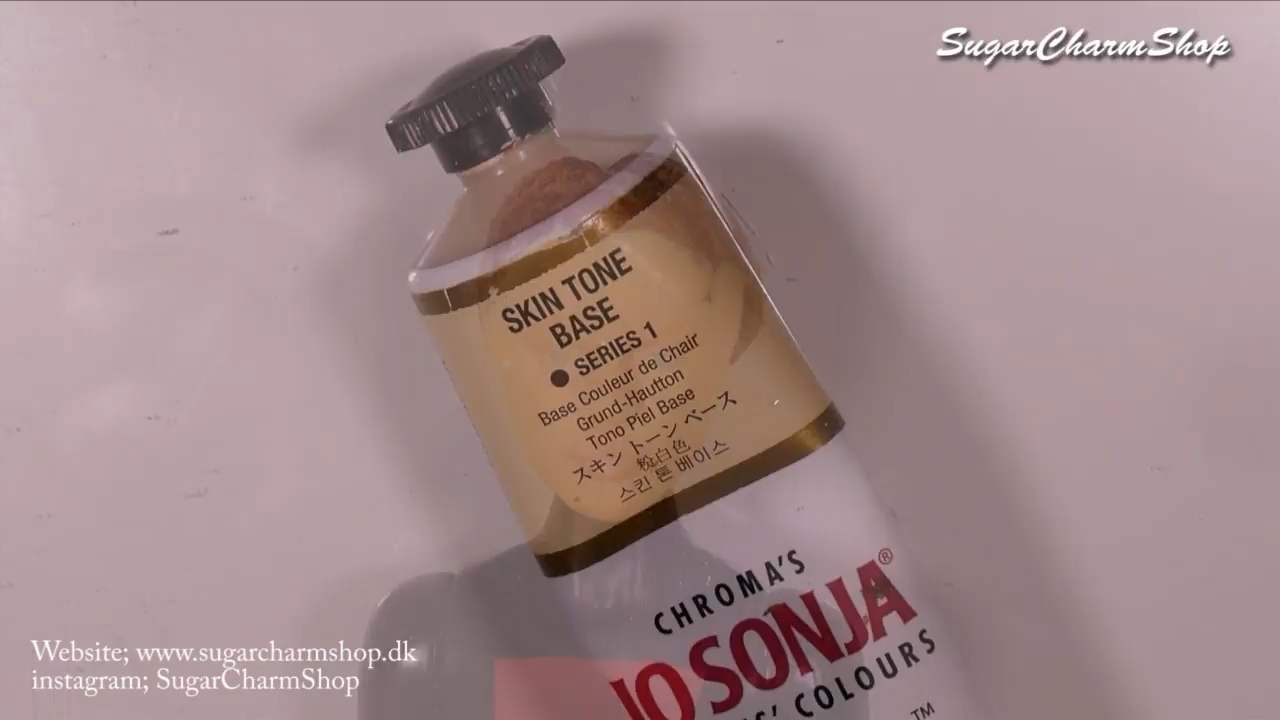 SugarCharmShop
SKIN TONE
BASE
● SERIES 1
Base Couleur de Chair
Grund-Hautton
Tono Piel Base
スキン トーン ベース
粉白色
스킨 톤 베이스
CHROMA'S
JO SONJA®
COLOURS
TM
Website; www.sugarcharmshop.dk
instagram; SugarCharmShop